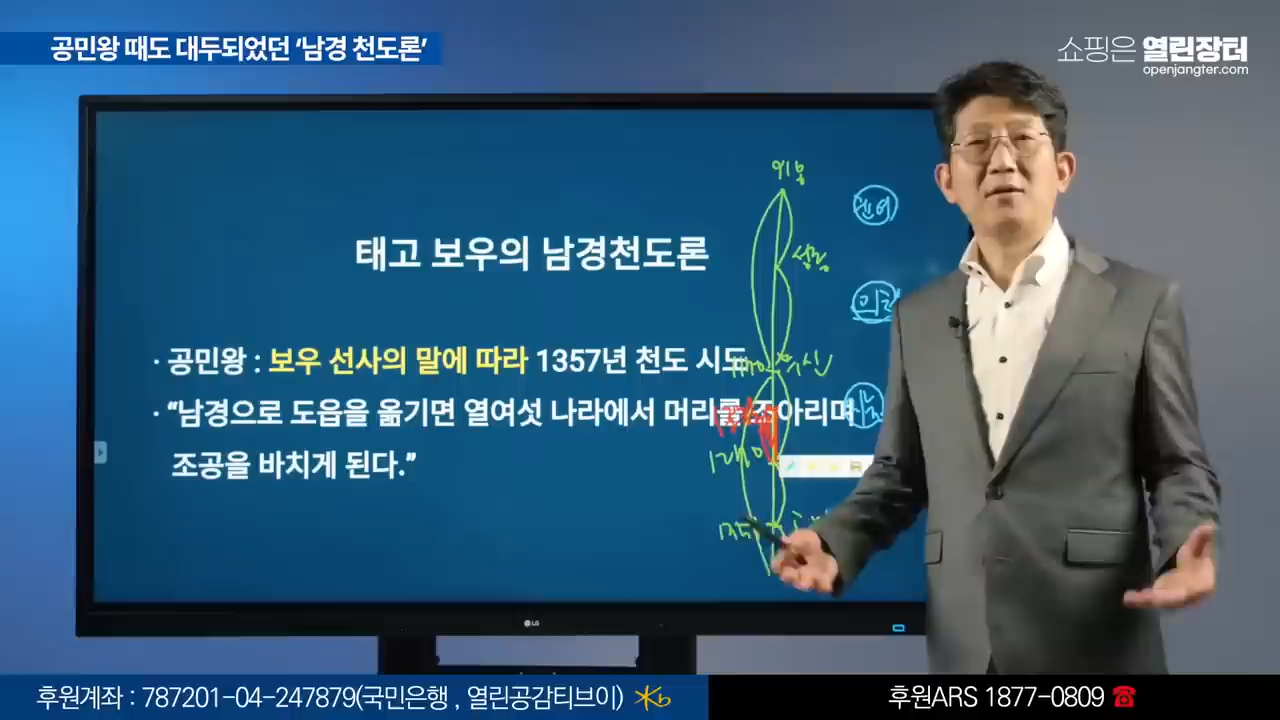 공민왕 때도 대두되었던 ‘남경 천도론’
쇼핑은 열린장터
openjangter.com
태고 보우의 남경천도론
· 공민왕 : 보우 선사의 말에 따라 1357년 천도 시도
· “남경으로 도읍을 옮기면 열여섯 나라에서 머리를 조아리며
조공을 바치게 된다.”
LG
후원계좌 : 787201-04-247879(국민은행 , 열린공감티브이) Kb
후원ARS 1877-0809